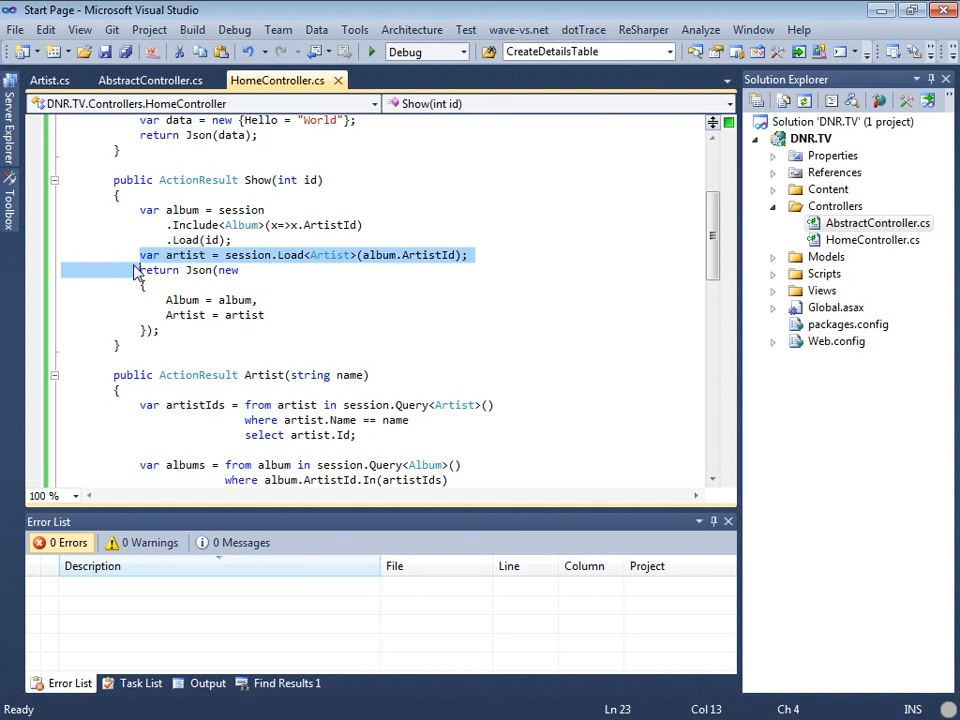 Start Page - Microsoft Visual Studio
File Edit View Git Project Build Debug Team Data Tools Architecture Test wave-vs.net dotTrace ReSharper Analyze Window Help
Debug CreateDetailsTable
Artist.cs AbstractController.cs HomeController.cs
DNR.TV.Controllers.HomeController Show(int id)
var data = new {Hello = "World"};
return Json(data);
}
public ActionResult Show(int id)
{
var album = session
.Include<Album>(x=>x.ArtistId)
.Load(id);
var artist = session.Load<Artist>(album.ArtistId);
return Json(new
{
Album = album,
Artist = artist
});
}
public ActionResult Artist(string name)
{
var artistIds = from artist in session.Query<Artist>()
where artist.Name == name
select artist.Id;
var albums = from album in session.Query<Album>()
where album.ArtistId.In(artistIds)
100 %
Server Explorer
Toolbox
Solution Explorer
Solution 'DNR.TV' (1 project)
DNR.TV
Properties
References
Content
Controllers
AbstractController.cs
HomeController.cs
Models
Scripts
Views
Global.asax
packages.config
Web.config
Error List
0 Errors 0 Warnings 0 Messages
Description File Line Column Project
Error List Task List Output Find Results 1
Ready Ln 23 Col 13 Ch 4 INS